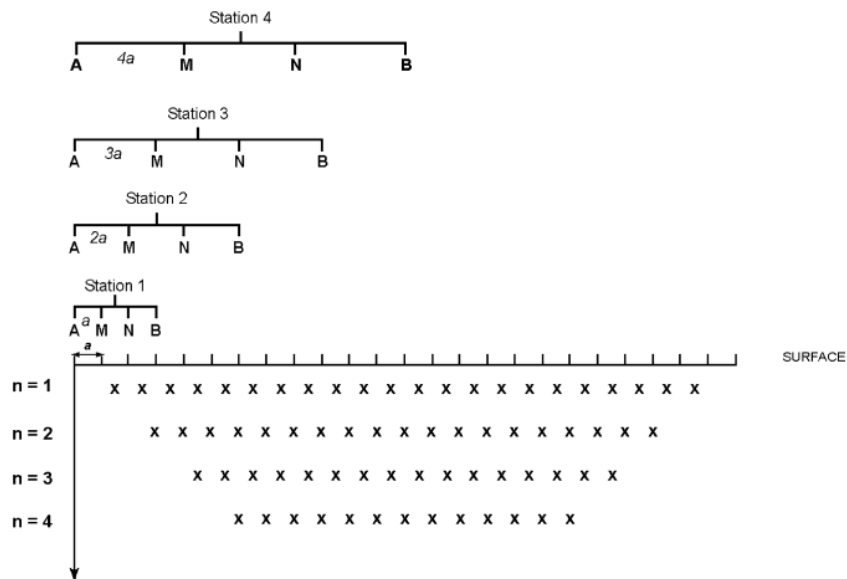 Station 4
4a
A M N B
Station 3
3a
A M N B
Station 2
2a
A M N B
Station 1
a
A M N B
a
SURFACE
n = 1 x x x x x x x x x x x x x x x x x x x x x x
n = 2 x x x x x x x x x x x x x x x x x x x
n = 3 x x x x x x x x x x x x x x x x
n = 4 x x x x x x x x x x x x x